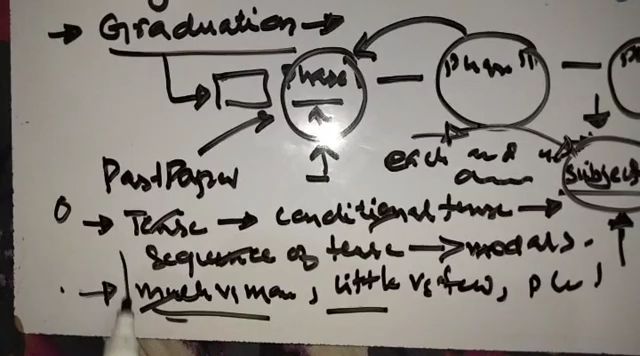 → Graduation →
Phase I — Phase II —
each and
Past Paper
subject
→ Tense → conditional tense →
Sequence of tense → modals.
→ much vs many, little vs few,